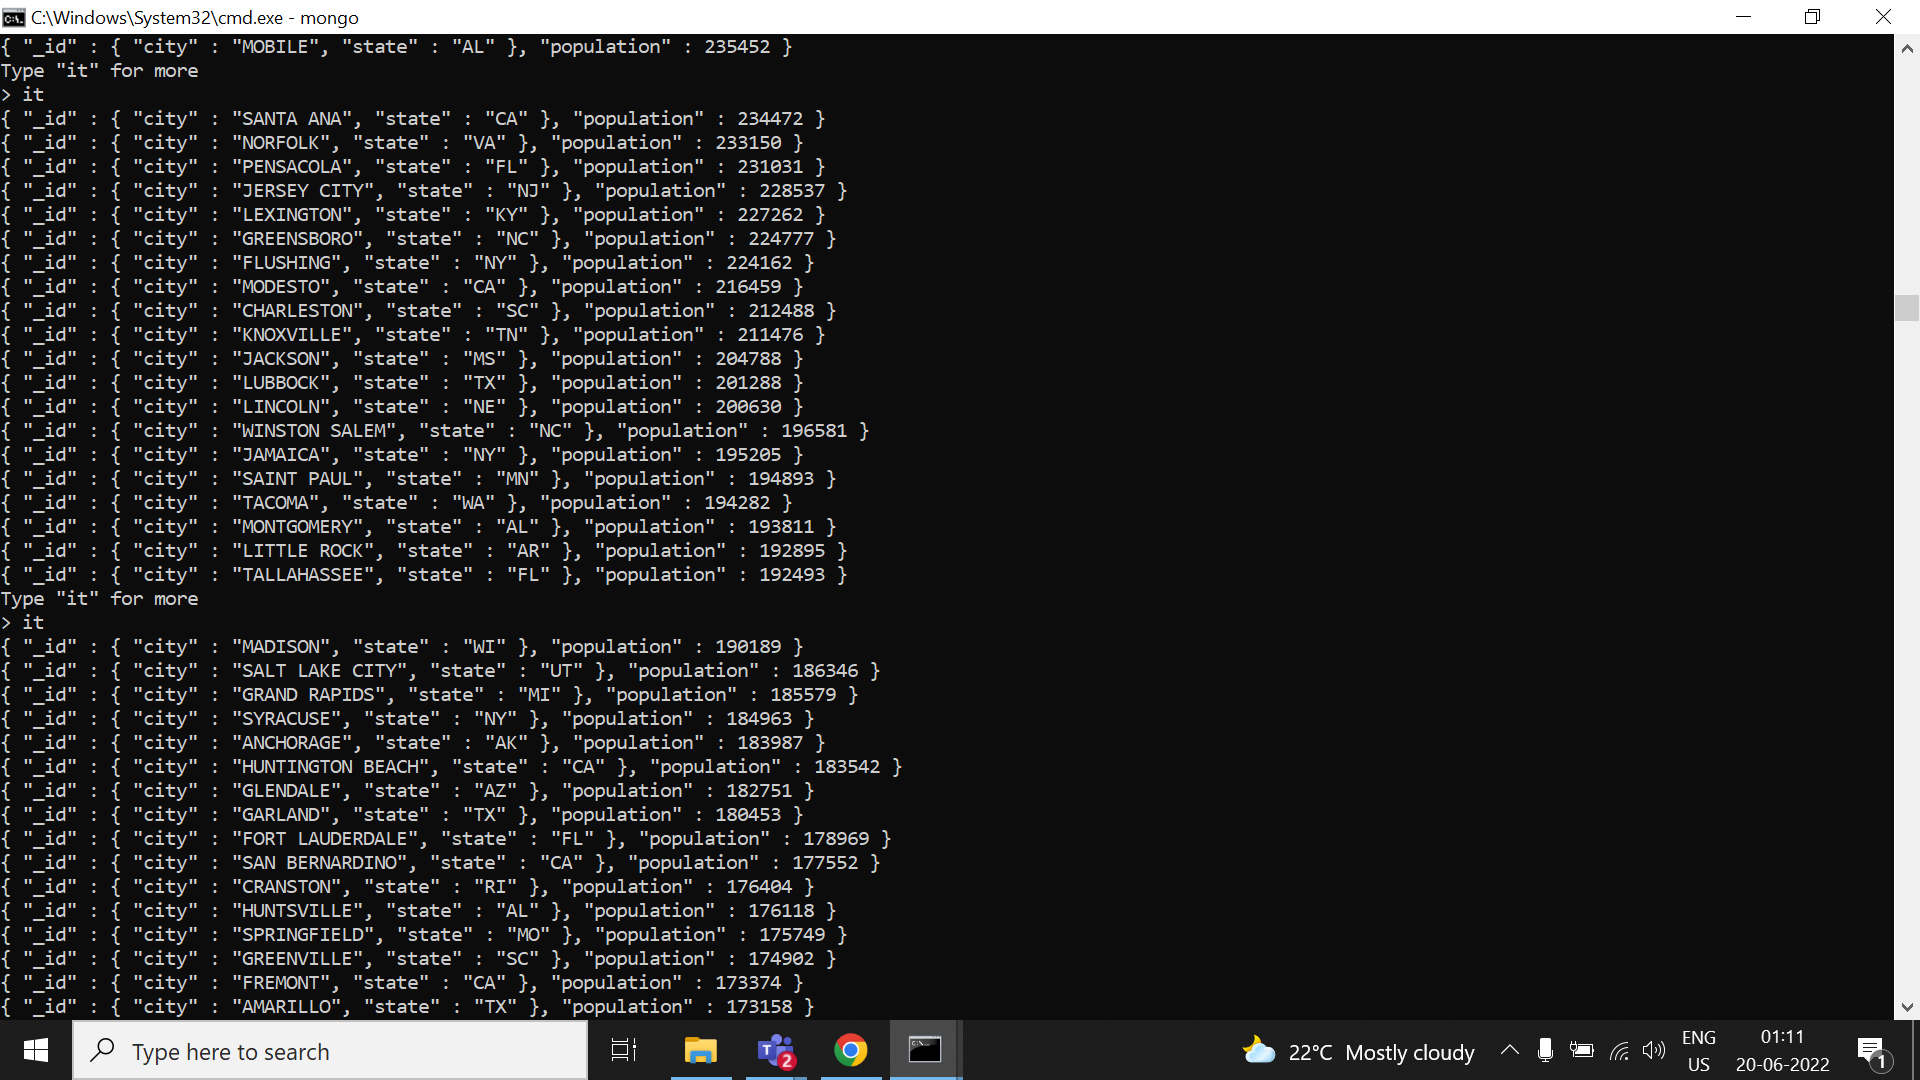 C:\Windows\System32\cmd.exe - mongo
{ "_id" : { "city" : "MOBILE", "state" : "AL" }, "population" : 235452 }
Type "it" for more
> it
{ "_id" : { "city" : "SANTA ANA", "state" : "CA" }, "population" : 234472 }
{ "_id" : { "city" : "NORFOLK", "state" : "VA" }, "population" : 233150 }
{ "_id" : { "city" : "PENSACOLA", "state" : "FL" }, "population" : 231031 }
{ "_id" : { "city" : "JERSEY CITY", "state" : "NJ" }, "population" : 228537 }
{ "_id" : { "city" : "LEXINGTON", "state" : "KY" }, "population" : 227262 }
{ "_id" : { "city" : "GREENSBORO", "state" : "NC" }, "population" : 224777 }
{ "_id" : { "city" : "FLUSHING", "state" : "NY" }, "population" : 224162 }
{ "_id" : { "city" : "MODESTO", "state" : "CA" }, "population" : 216459 }
{ "_id" : { "city" : "CHARLESTON", "state" : "SC" }, "population" : 212488 }
{ "_id" : { "city" : "KNOXVILLE", "state" : "TN" }, "population" : 211476 }
{ "_id" : { "city" : "JACKSON", "state" : "MS" }, "population" : 204788 }
{ "_id" : { "city" : "LUBBOCK", "state" : "TX" }, "population" : 201288 }
{ "_id" : { "city" : "LINCOLN", "state" : "NE" }, "population" : 200630 }
{ "_id" : { "city" : "WINSTON SALEM", "state" : "NC" }, "population" : 196581 }
{ "_id" : { "city" : "JAMAICA", "state" : "NY" }, "population" : 195205 }
{ "_id" : { "city" : "SAINT PAUL", "state" : "MN" }, "population" : 194893 }
{ "_id" : { "city" : "TACOMA", "state" : "WA" }, "population" : 194282 }
{ "_id" : { "city" : "MONTGOMERY", "state" : "AL" }, "population" : 193811 }
{ "_id" : { "city" : "LITTLE ROCK", "state" : "AR" }, "population" : 192895 }
{ "_id" : { "city" : "TALLAHASSEE", "state" : "FL" }, "population" : 192493 }
Type "it" for more
> it
{ "_id" : { "city" : "MADISON", "state" : "WI" }, "population" : 190189 }
{ "_id" : { "city" : "SALT LAKE CITY", "state" : "UT" }, "population" : 186346 }
{ "_id" : { "city" : "GRAND RAPIDS", "state" : "MI" }, "population" : 185579 }
{ "_id" : { "city" : "SYRACUSE", "state" : "NY" }, "population" : 184963 }
{ "_id" : { "city" : "ANCHORAGE", "state" : "AK" }, "population" : 183987 }
{ "_id" : { "city" : "HUNTINGTON BEACH", "state" : "CA" }, "population" : 183542 }
{ "_id" : { "city" : "GLENDALE", "state" : "AZ" }, "population" : 182751 }
{ "_id" : { "city" : "GARLAND", "state" : "TX" }, "population" : 180453 }
{ "_id" : { "city" : "FORT LAUDERDALE", "state" : "FL" }, "population" : 178969 }
{ "_id" : { "city" : "SAN BERNARDINO", "state" : "CA" }, "population" : 177552 }
{ "_id" : { "city" : "CRANSTON", "state" : "RI" }, "population" : 176404 }
{ "_id" : { "city" : "HUNTSVILLE", "state" : "AL" }, "population" : 176118 }
{ "_id" : { "city" : "SPRINGFIELD", "state" : "MO" }, "population" : 175749 }
{ "_id" : { "city" : "GREENVILLE", "state" : "SC" }, "population" : 174902 }
{ "_id" : { "city" : "FREMONT", "state" : "CA" }, "population" : 173374 }
{ "_id" : { "city" : "AMARILLO", "state" : "TX" }, "population" : 173158 }
Type here to search
2
22°C Mostly cloudy
ENG
US
01:11
20-06-2022
1